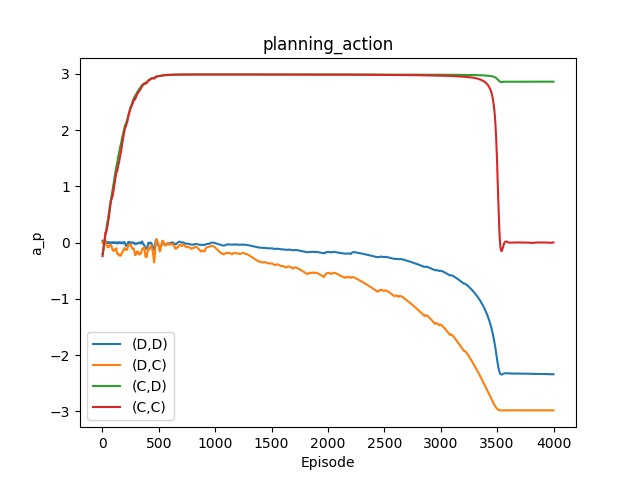 planning_action
a_p
3
2
1
0
−1
−2
−3
(D,D)
(D,C)
(C,D)
(C,C)
0 500 1000 1500 2000 2500 3000 3500 4000
Episode